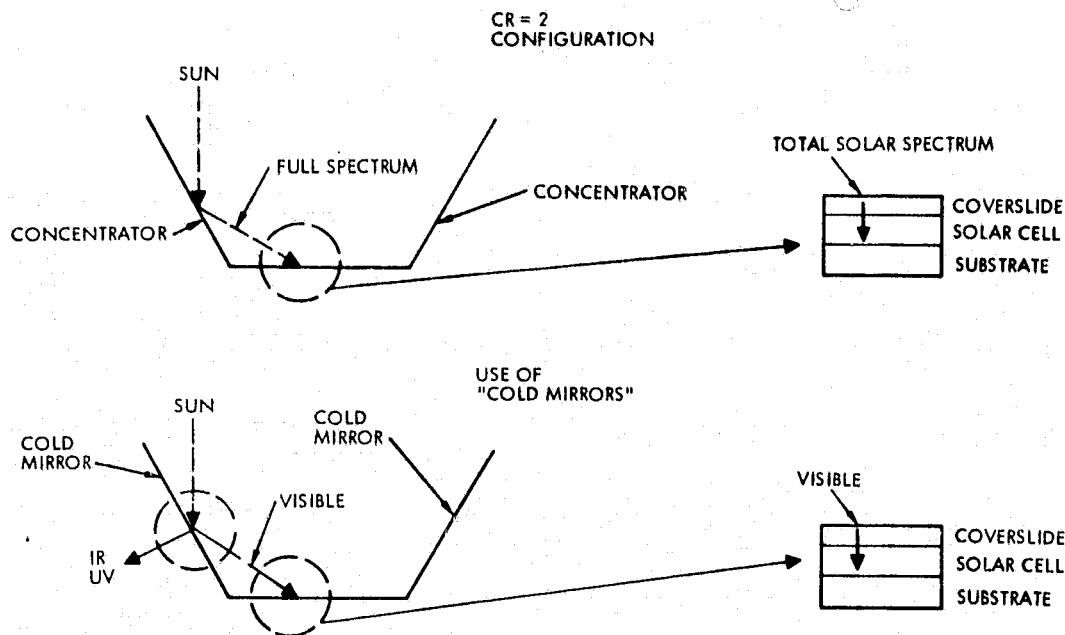 CR = 2
CONFIGURATION
SUN
FULL SPECTRUM
TOTAL SOLAR SPECTRUM
CONCENTRATOR
CONCENTRATOR
COVERSLIDE
SOLAR CELL
SUBSTRATE
USE OF
"COLD MIRRORS"
SUN
COLD
MIRROR
COLD
MIRROR
VISIBLE
VISIBLE
IR
UV
COVERSLIDE
SOLAR CELL
SUBSTRATE